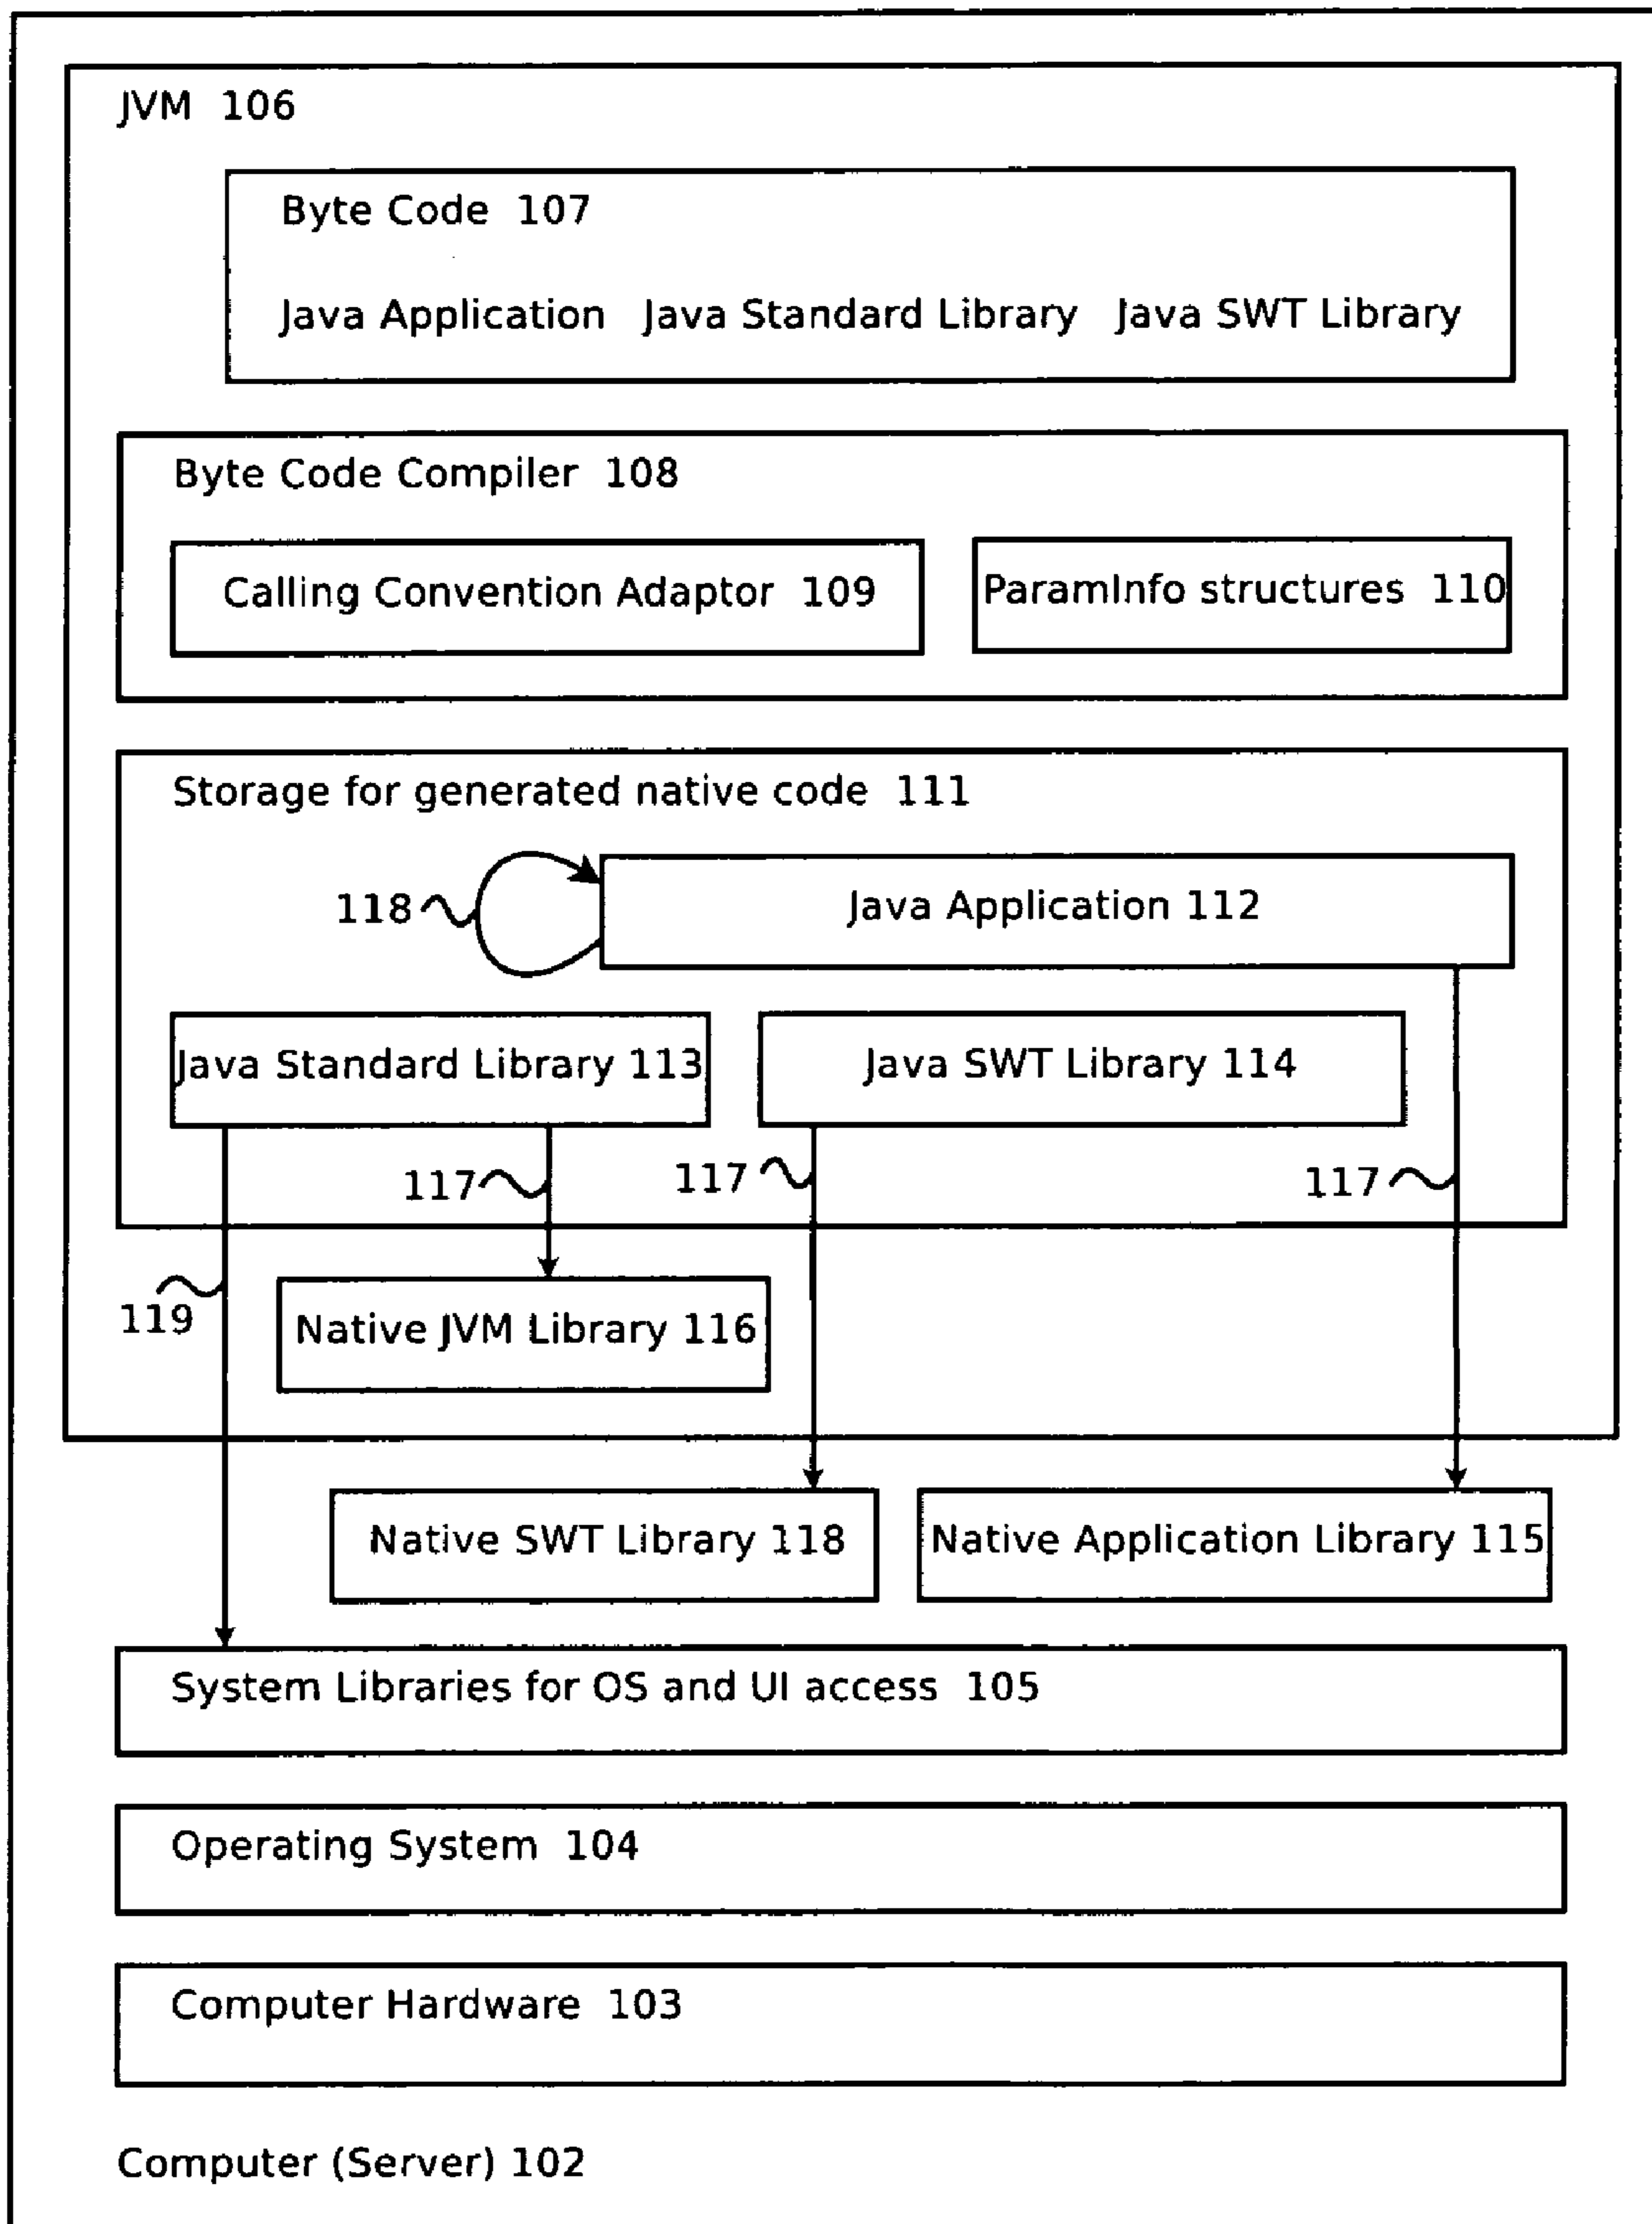 JVM 106
Byte Code 107
Java Application Java Standard Library Java SWT Library
Byte Code Compiler 108
Calling Convention Adaptor 109
ParamInfo structures 110
Storage for generated native code 111
118
Java Application 112
Java Standard Library 113
Java SWT Library 114
117
117
117
119
Native JVM Library 116
Native SWT Library 118
Native Application Library 115
System Libraries for OS and UI access 105
Operating System 104
Computer Hardware 103
Computer (Server) 102